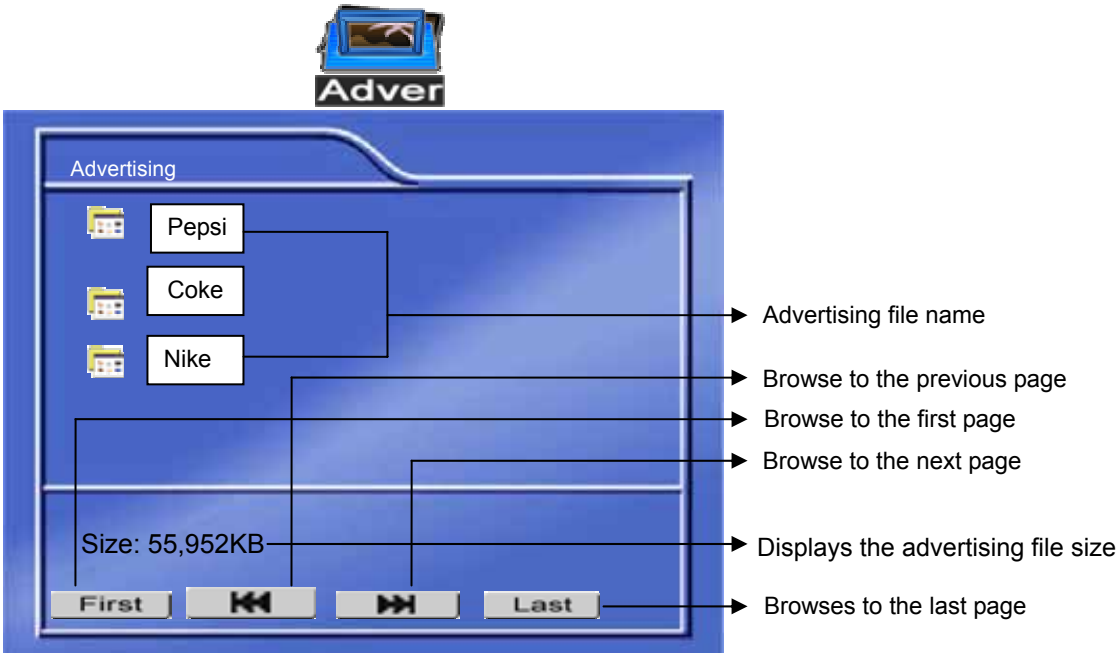 Adver
Advertising
Pepsi
Coke
Nike
Advertising file name
Browse to the previous page
Browse to the first page
Browse to the next page
Size: 55,952KB
Displays the advertising file size
First
Last
Browses to the last page